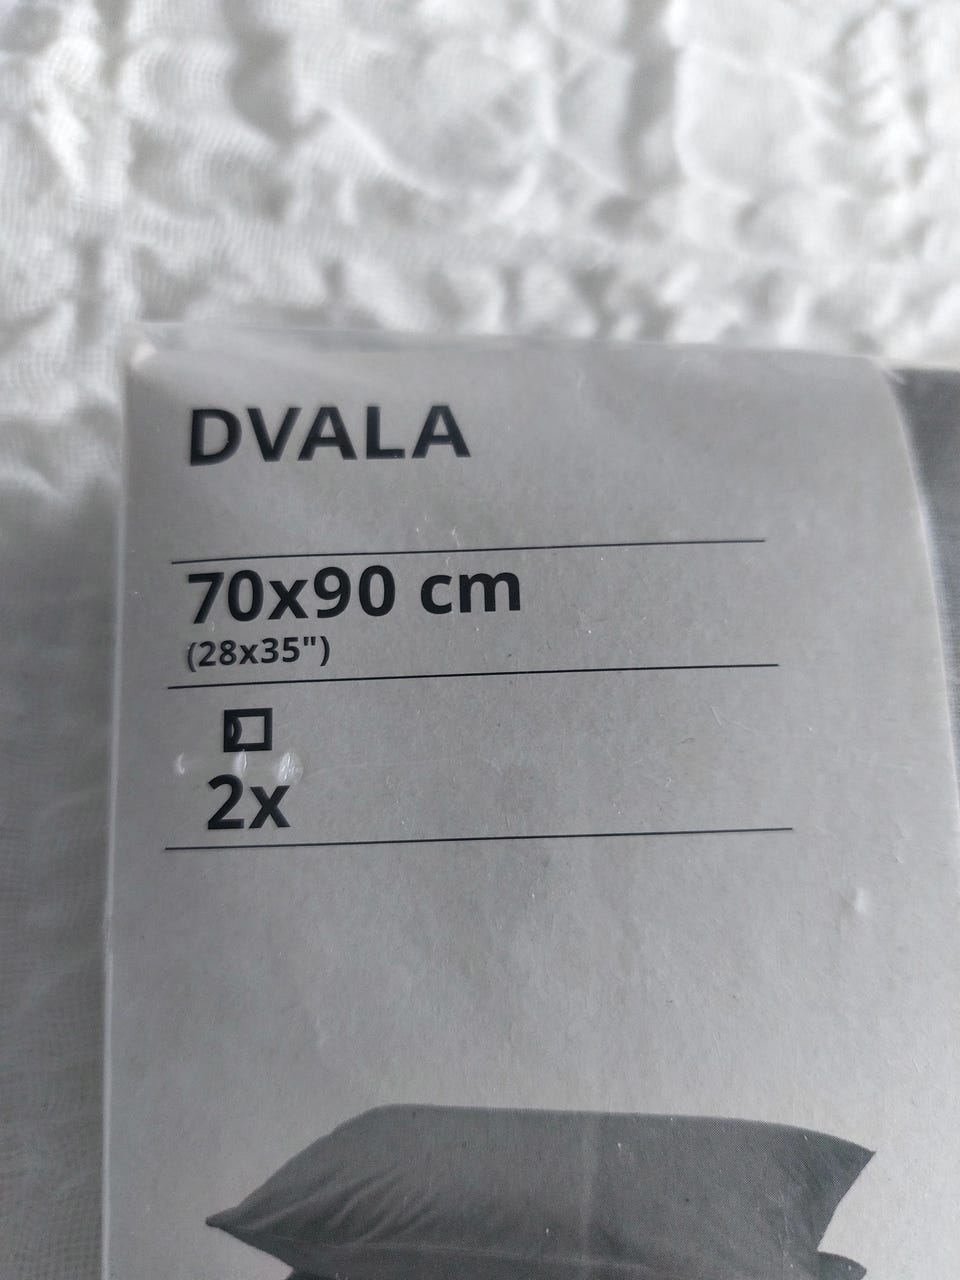 DVALA
70x90 cm
(28x35")
2x